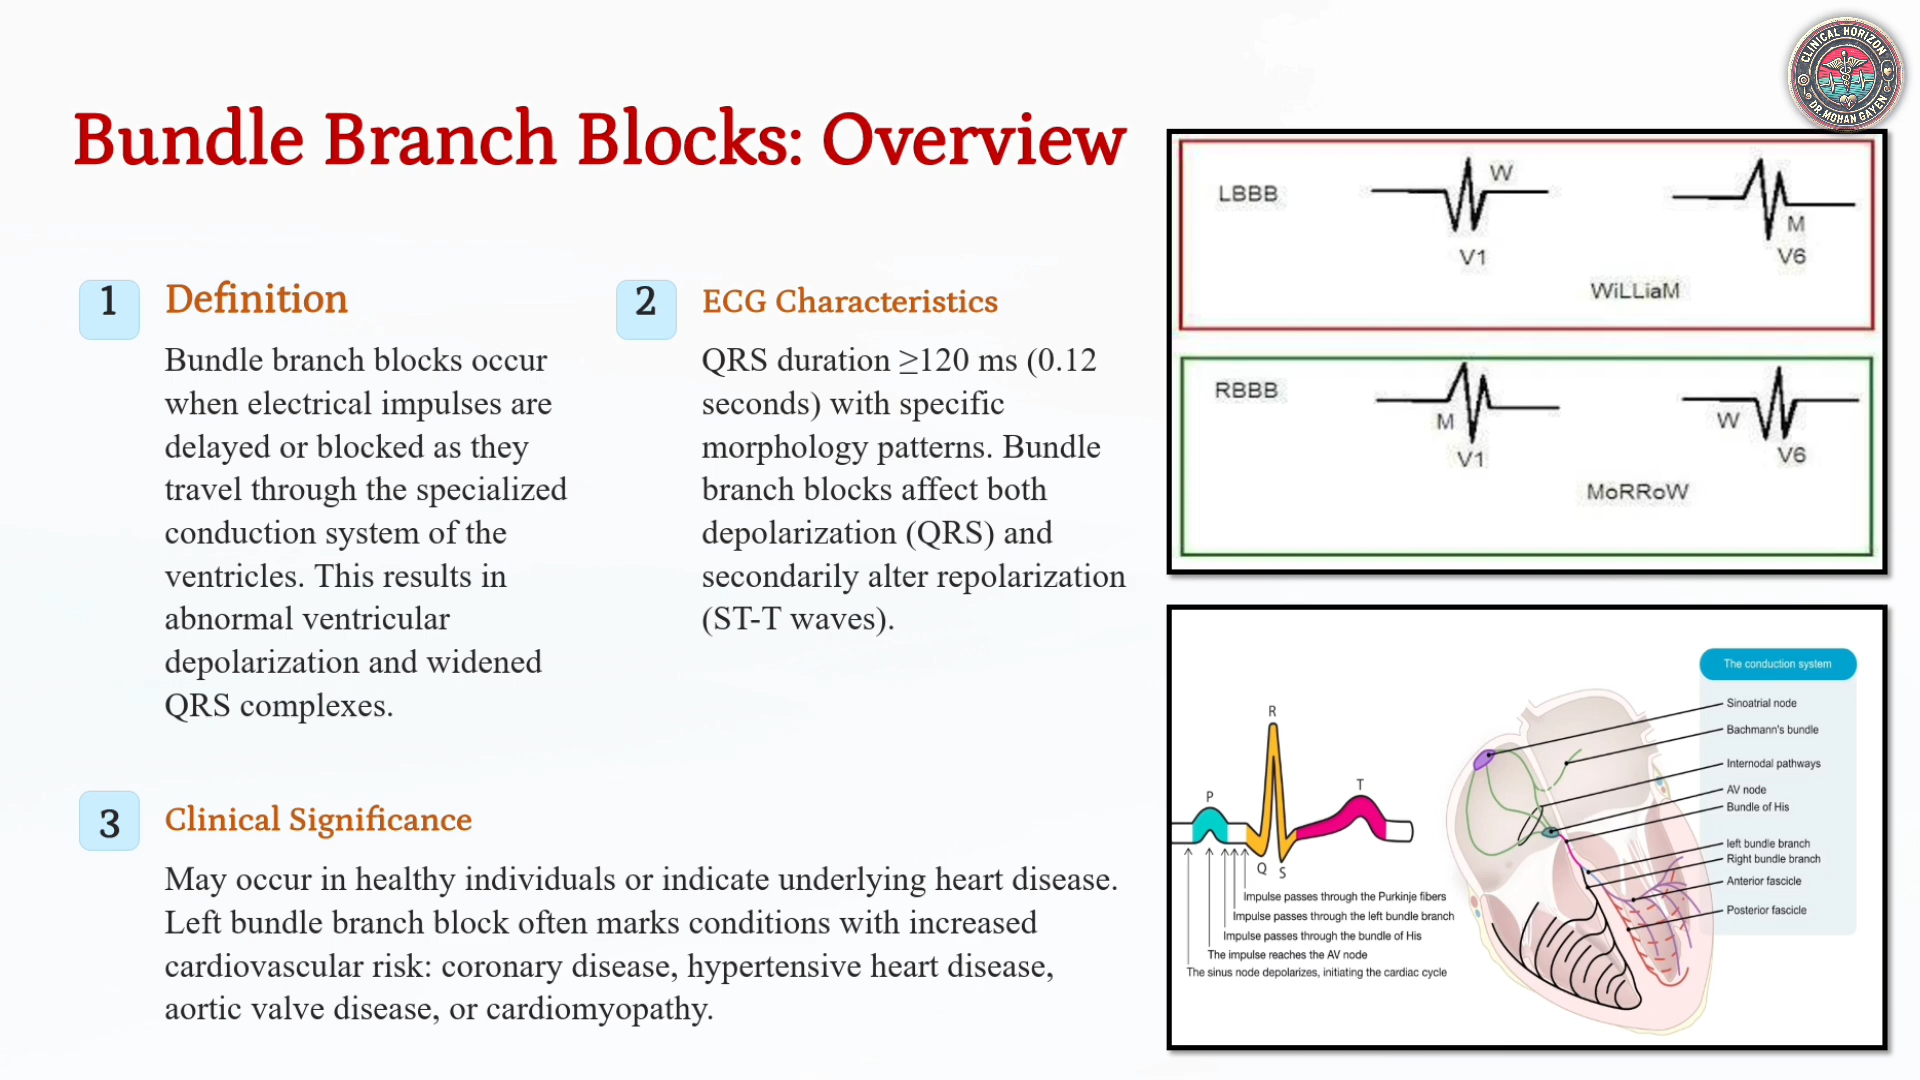 CLINICAL HORIZON
DR. MOHAN GAYEN
Bundle Branch Blocks: Overview
1
Definition
Bundle branch blocks occur
when electrical impulses are
delayed or blocked as they
travel through the specialized
conduction system of the
ventricles. This results in
abnormal ventricular
depolarization and widened
QRS complexes.
2
ECG Characteristics
QRS duration ≥120 ms (0.12
seconds) with specific
morphology patterns. Bundle
branch blocks affect both
depolarization (QRS) and
secondarily alter repolarization
(ST-T waves).
3
Clinical Significance
May occur in healthy individuals or indicate underlying heart disease.
Left bundle branch block often marks conditions with increased
cardiovascular risk: coronary disease, hypertensive heart disease,
aortic valve disease, or cardiomyopathy.
LBBB
W
V1
M
V6
WiLLiaM
RBBB
M
V1
W
V6
MoRRoW
R
P
T
Q
S
Impulse passes through the Purkinje fibers
Impulse passes through the left bundle branch
Impulse passes through the bundle of His
The impulse reaches the AV node
The sinus node depolarizes, initiating the cardiac cycle
The conduction system
Sinoatrial node
Bachmann's bundle
Internodal pathways
AV node
Bundle of His
left bundle branch
Right bundle branch
Anterior fascicle
Posterior fascicle